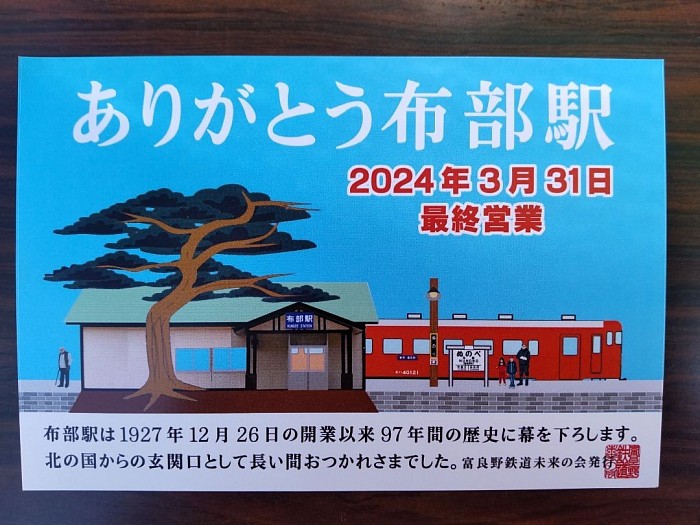 ありがとう布部駅
2024年3月31日
最終営業
布部駅
NUNOBE STATION
ぬのべ
布部駅は1927年12月26日の開業以来97年間の歴史に幕を下ろします。
北の国からの玄関口として長い間おつかれさまでした。富良野鉄道未来の会発行